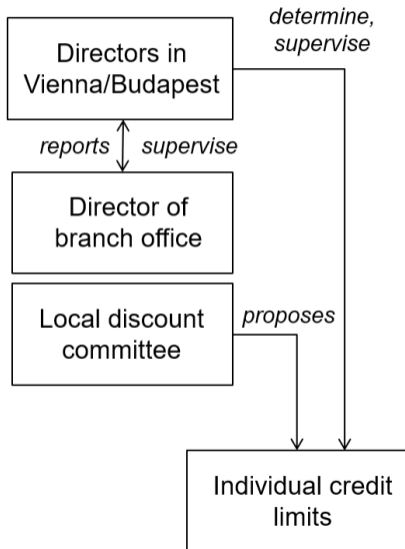 determine,
supervise
Directors in
Vienna/Budapest
reports supervise
Director of
branch office
Local discount
committee
proposes
Individual credit
limits